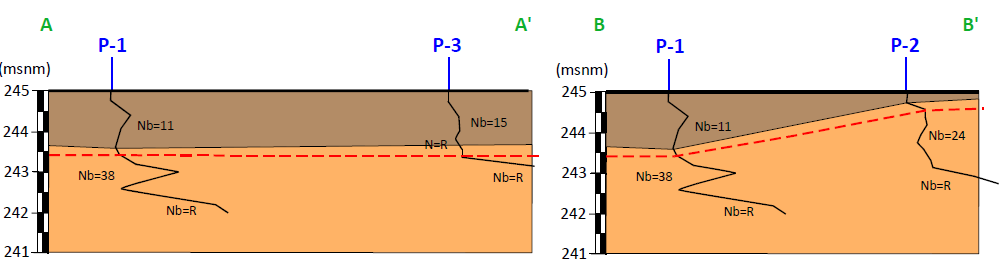 A A' B B'
P-1 P-3 P-1 P-2
(msnm) (msnm)
245 245
Nb=11 Nb=15 Nb=11 Nb=24
244 244
N=R
243 243
Nb=38 Nb=R Nb=38 Nb=R
Nb=R Nb=R
242 242
241 241